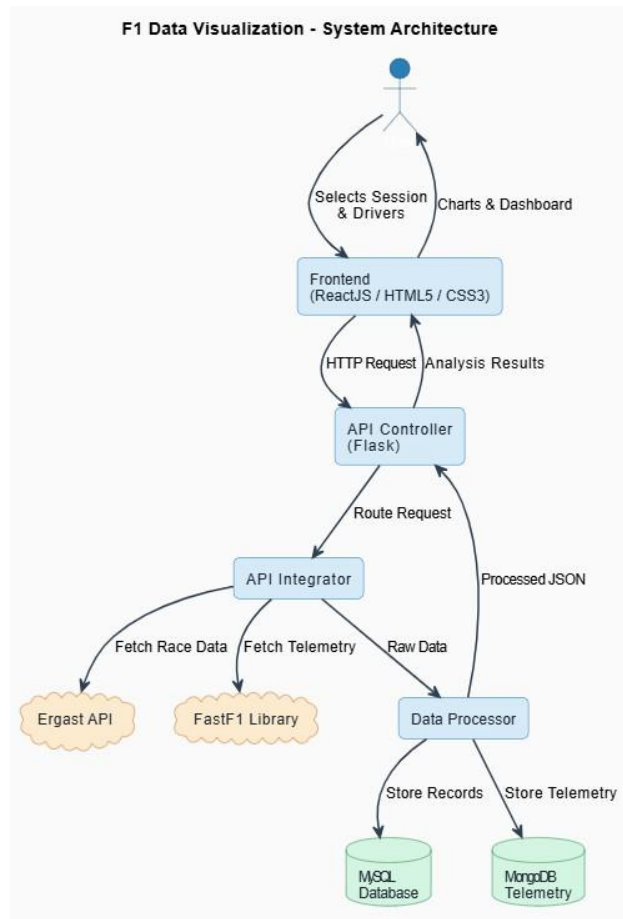 F1 Data Visualization - System Architecture
Selects Session
& Drivers
Charts & Dashboard
Frontend
(ReactJS / HTML5 / CSS3)
HTTP Request
Analysis Results
API Controller
(Flask)
Route Request
API Integrator
Processed JSON
Fetch Race Data
Fetch Telemetry
Raw Data
Ergast API
FastF1 Library
Data Processor
Store Records
Store Telemetry
MySQL
Database
MongoDB
Telemetry